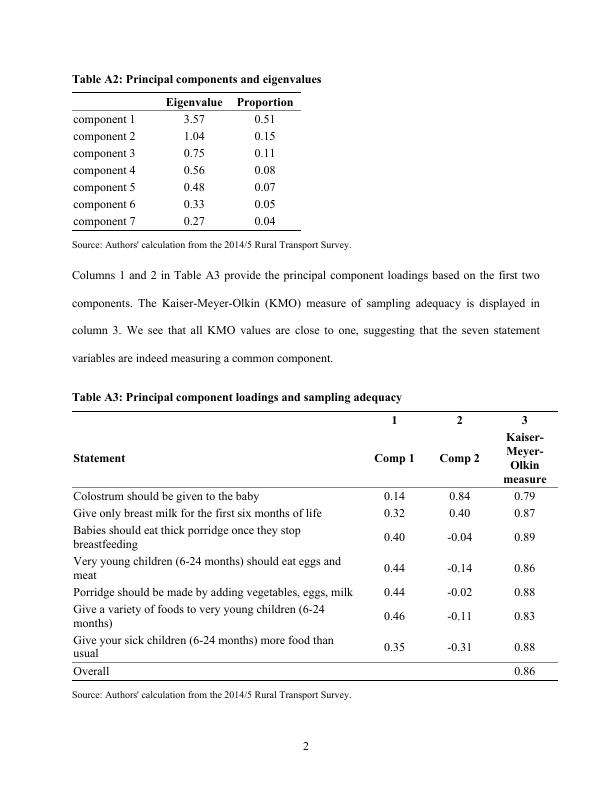 Table A2: Principal components and eigenvalues
Eigenvalue Proportion
component 1 3.57 0.51
component 2 1.04 0.15
component 3 0.75 0.11
component 4 0.56 0.08
component 5 0.48 0.07
component 6 0.33 0.05
component 7 0.27 0.04
Source: Authors' calculation from the 2014/5 Rural Transport Survey.
Columns 1 and 2 in Table A3 provide the principal component loadings based on the first two
components. The Kaiser-Meyer-Olkin (KMO) measure of sampling adequacy is displayed in
column 3. We see that all KMO values are close to one, suggesting that the seven statement
variables are indeed measuring a common component.
Table A3: Principal component loadings and sampling adequacy
1 2 3
Statement Comp 1 Comp 2 Kaiser-
Meyer-
Olkin
measure
Colostrum should be given to the baby 0.14 0.84 0.79
Give only breast milk for the first six months of life 0.32 0.40 0.87
Babies should eat thick porridge once they stop
breastfeeding 0.40 -0.04 0.89
Very young children (6-24 months) should eat eggs and
meat 0.44 -0.14 0.86
Porridge should be made by adding vegetables, eggs, milk 0.44 -0.02 0.88
Give a variety of foods to very young children (6-24
months) 0.46 -0.11 0.83
Give your sick children (6-24 months) more food than
usual 0.35 -0.31 0.88
Overall 0.86
Source: Authors' calculation from the 2014/5 Rural Transport Survey.
2